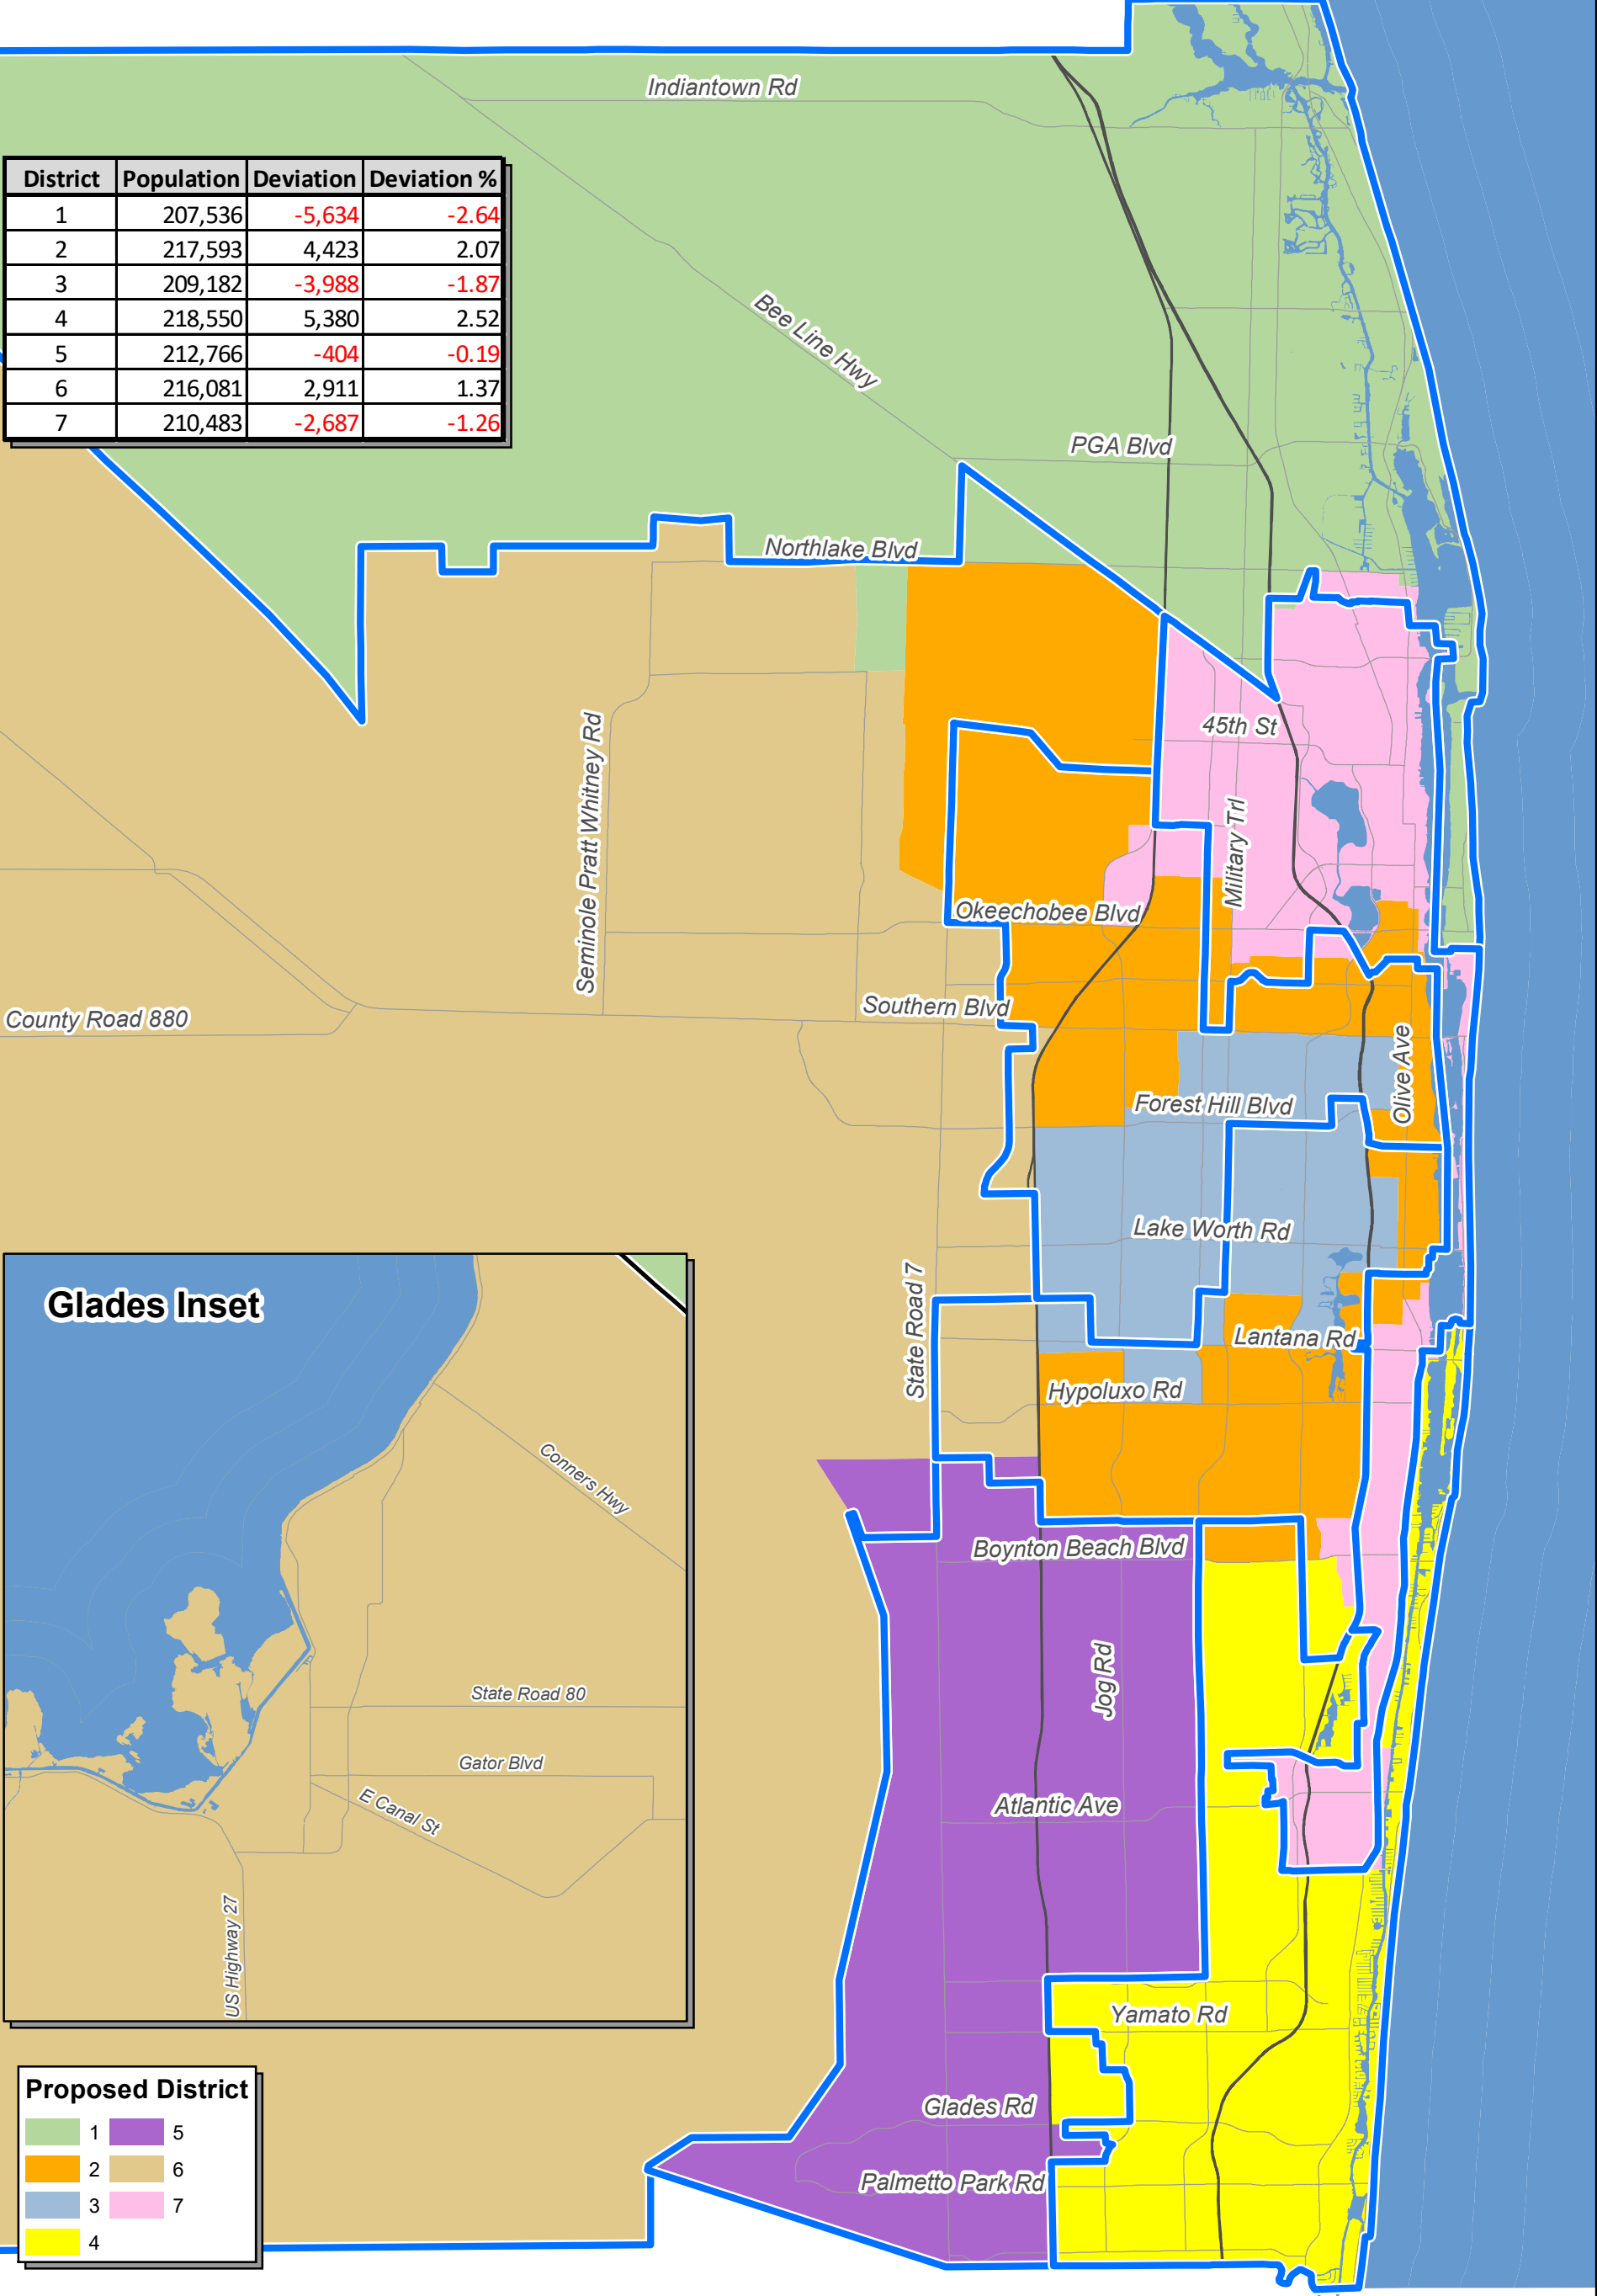 Indiantown Rd
District Population Deviation Deviation %
1 207,536 -5,634 -2.64
2 217,593 4,423 2.07
3 209,182 -3,988 -1.87
4 218,550 5,380 2.52
5 212,766 -404 -0.19
6 216,081 2,911 1.37
7 210,483 -2,687 -1.26
Bee Line Hwy
PGA Blvd
Northlake Blvd
45th St
Seminole Pratt Whitney Rd
Military Trl
Okeechobee Blvd
Southern Blvd
County Road 880
Olive Ave
Forest Hill Blvd
Lake Worth Rd
State Road 7
Lantana Rd
Hypoluxo Rd
Boynton Beach Blvd
Jog Rd
Atlantic Ave
Yamato Rd
Glades Rd
Palmetto Park Rd
Glades Inset
Conners Hwy
State Road 80
Gator Blvd
E Canal St
US Highway 27
Proposed District
1 5
2 6
3 7
4